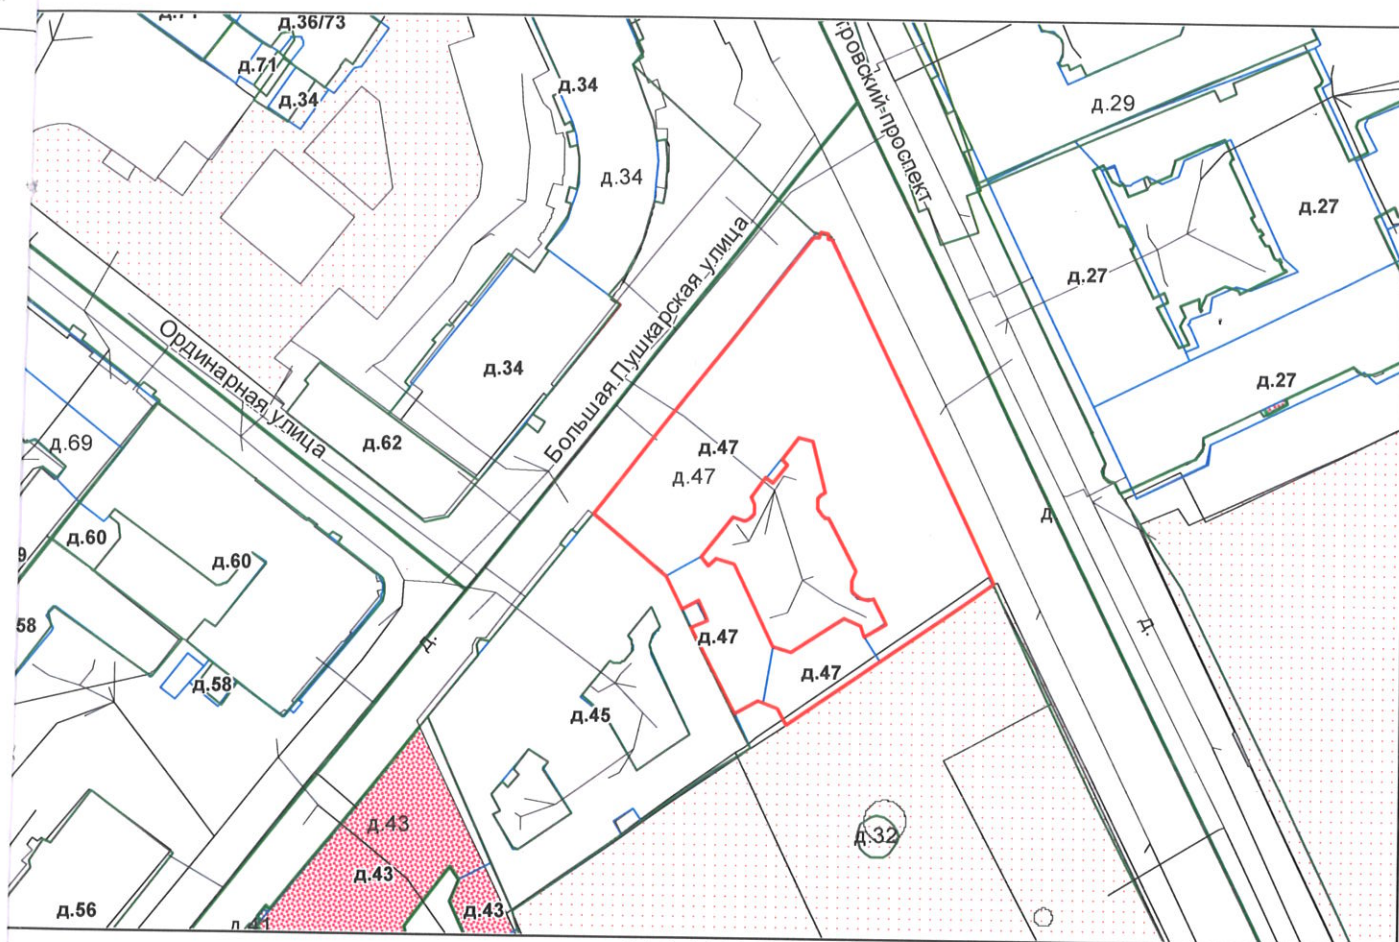 д.36/73
д.71
д.34
д.34
д.34
ровский проспект
д.29
д.27
д.27
д.27
Ординарная улица
Большая Пушкарская улица
д.34
д.62
д.69
д.60
д.60
д.47
д.47
д.
58
д.58
д.
д.47
д.47
д.
д.45
д.43
д.43
д.43
д.32
д.56